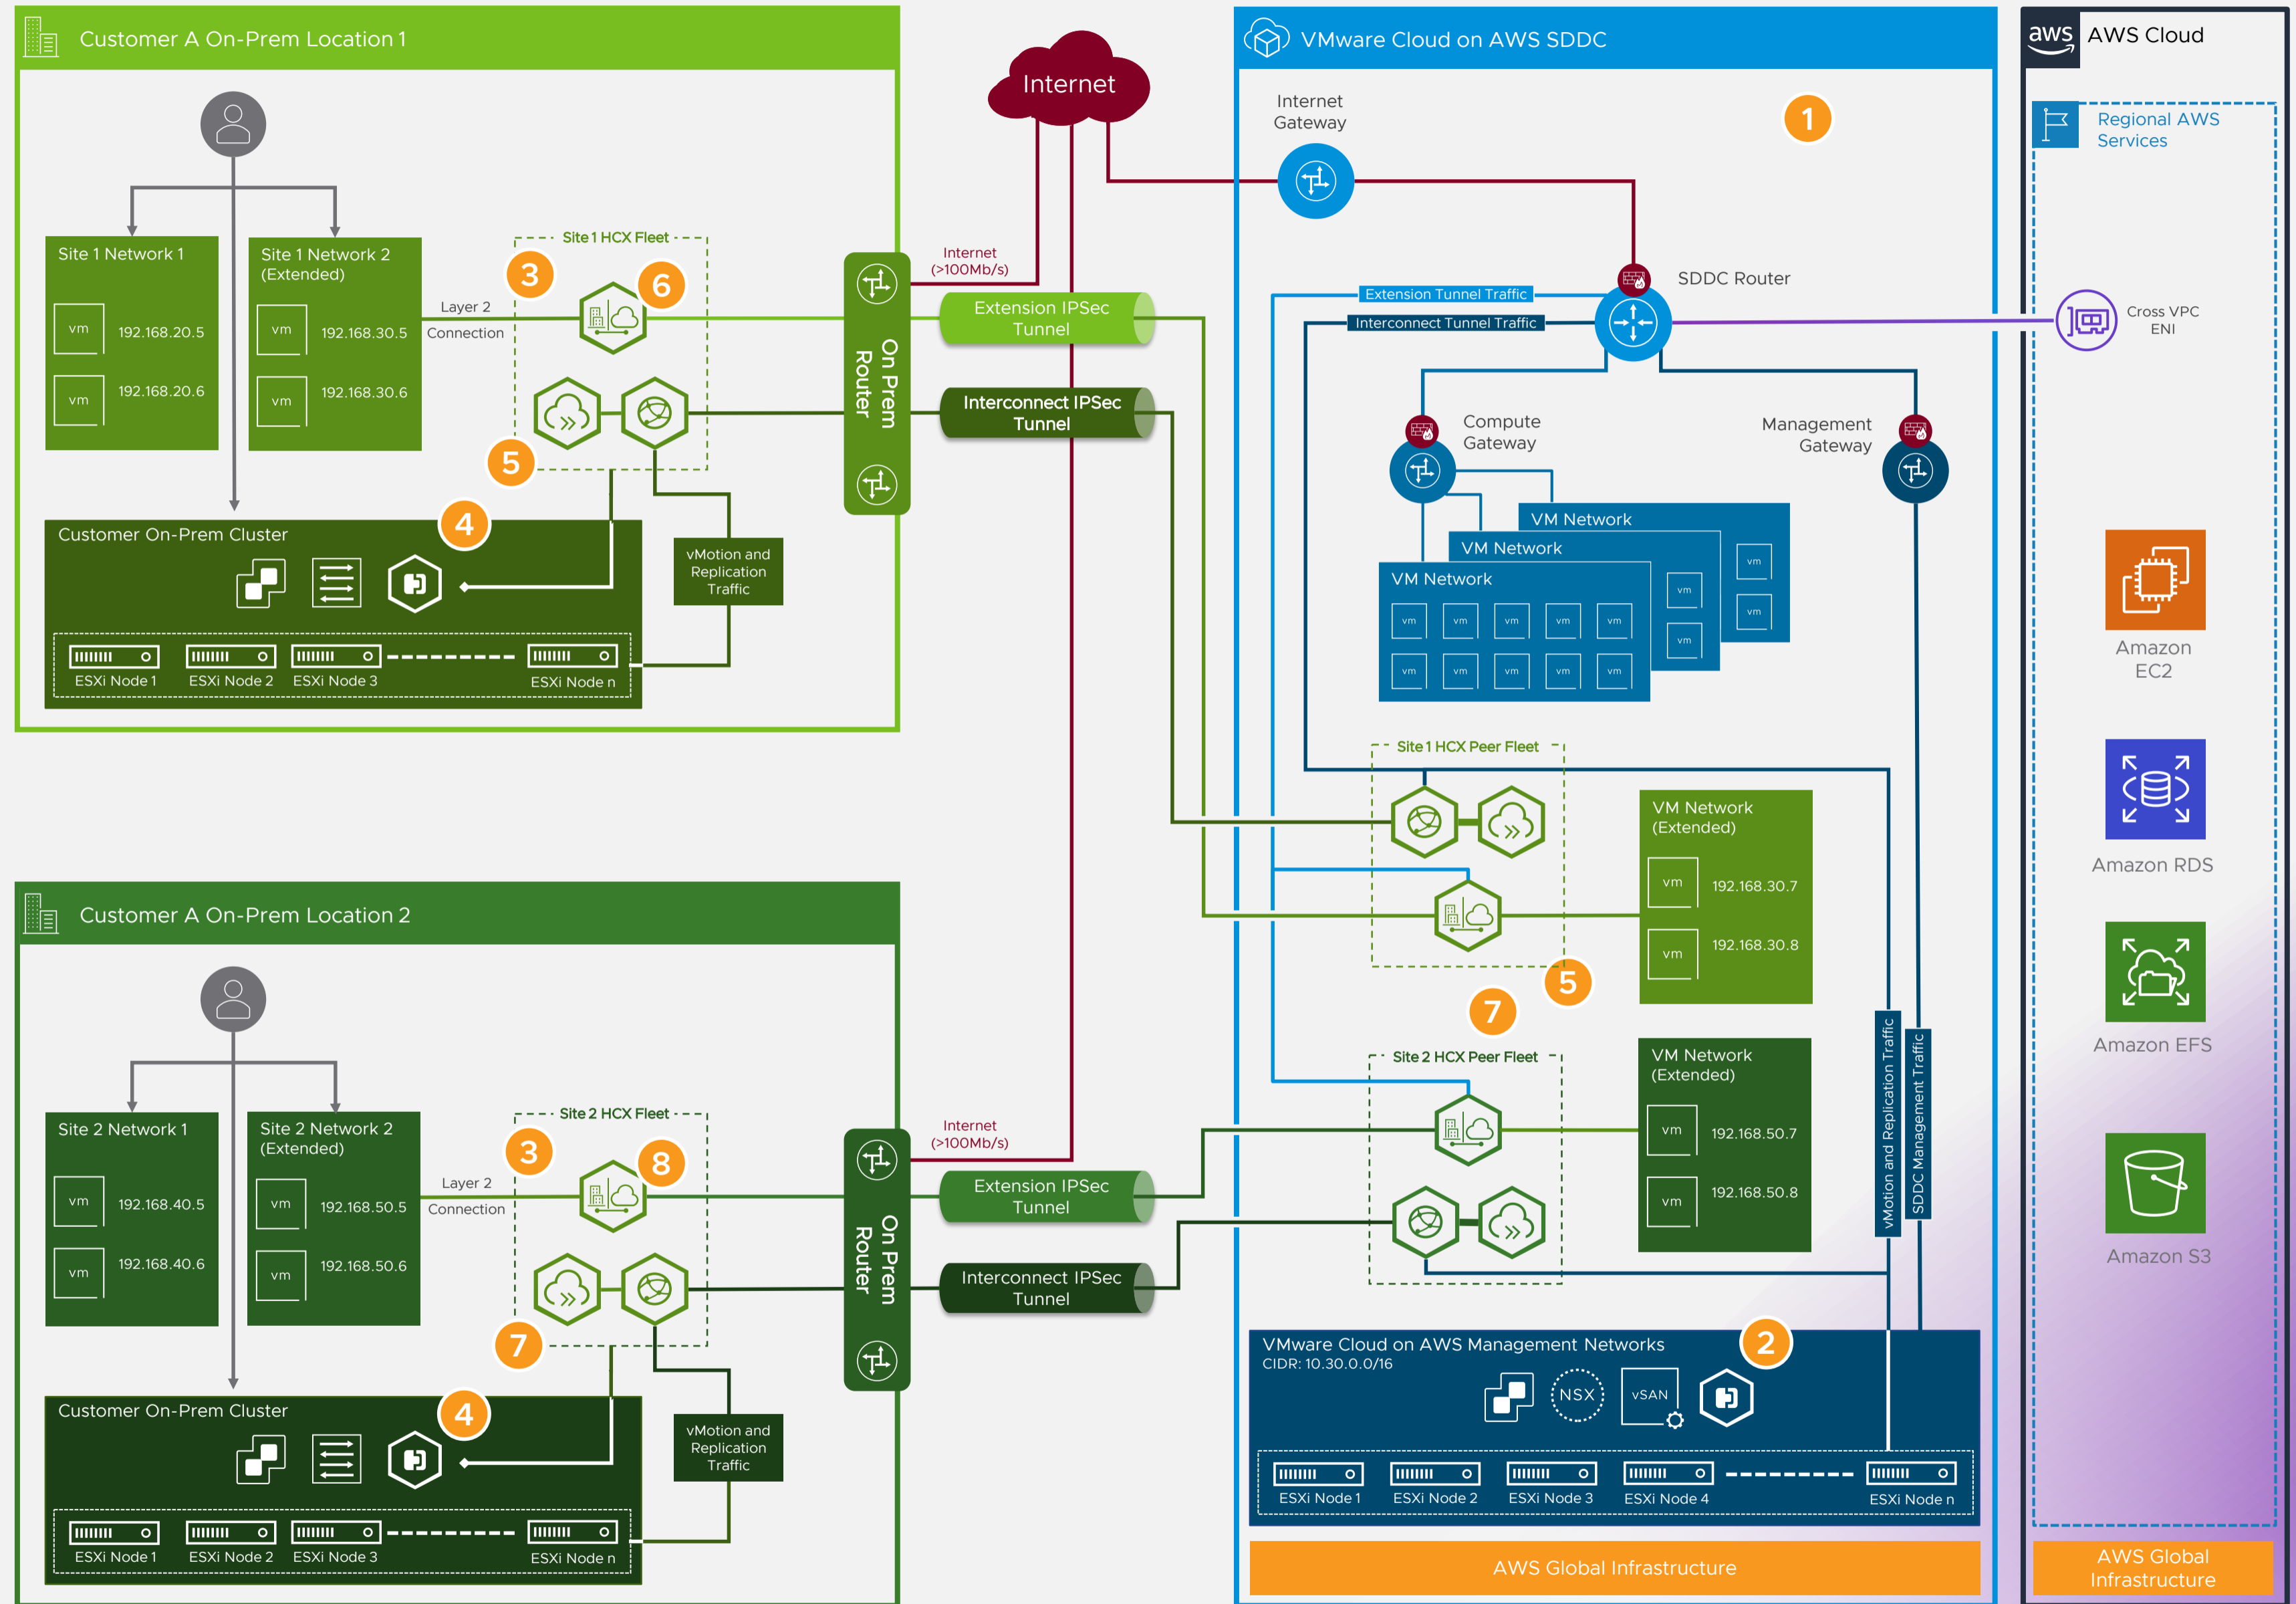 Customer A On-Prem Location 1
Site 1 Network 1
vm
192.168.20.5
vm
192.168.20.6
Site 1 Network 2
(Extended)
vm
192.168.30.5
vm
192.168.30.6
Layer 2
Connection
Site 1 HCX Fleet
3
6
5
4
Customer On-Prem Cluster
ESXi Node 1
ESXi Node 2
ESXi Node 3
ESXi Node n
vMotion and
Replication
Traffic
On Prem
Router
Internet
Internet
(>100Mb/s)
Extension IPSec
Tunnel
Interconnect IPSec
Tunnel
Customer A On-Prem Location 2
Site 2 Network 1
vm
192.168.40.5
vm
192.168.40.6
Site 2 Network 2
(Extended)
vm
192.168.50.5
vm
192.168.50.6
Layer 2
Connection
Site 2 HCX Fleet
3
8
7
4
Customer On-Prem Cluster
ESXi Node 1
ESXi Node 2
ESXi Node 3
ESXi Node n
vMotion and
Replication
Traffic
On Prem
Router
Internet
(>100Mb/s)
Extension IPSec
Tunnel
Interconnect IPSec
Tunnel
VMware Cloud on AWS SDDC
Internet
Gateway
1
SDDC Router
Extension Tunnel Traffic
Interconnect Tunnel Traffic
Compute
Gateway
Management
Gateway
VM Network
vm
vm
VM Network
vm
vm
VM Network
vm
vm
vm
vm
vm
vm
vm
vm
vm
vm
Site 1 HCX Peer Fleet
VM Network
(Extended)
vm
192.168.30.7
vm
192.168.30.8
5
7
Site 2 HCX Peer Fleet
VM Network
(Extended)
vm
192.168.50.7
vm
192.168.50.8
vMotion and Replication Traffic
SDDC Management Traffic
VMware Cloud on AWS Management Networks
CIDR: 10.30.0.0/16
2
NSX
vSAN
ESXi Node 1
ESXi Node 2
ESXi Node 3
ESXi Node 4
ESXi Node n
AWS Global Infrastructure
aws
AWS Cloud
Regional AWS
Services
Cross VPC
ENI
Amazon
EC2
Amazon RDS
Amazon EFS
Amazon S3
AWS Global
Infrastructure